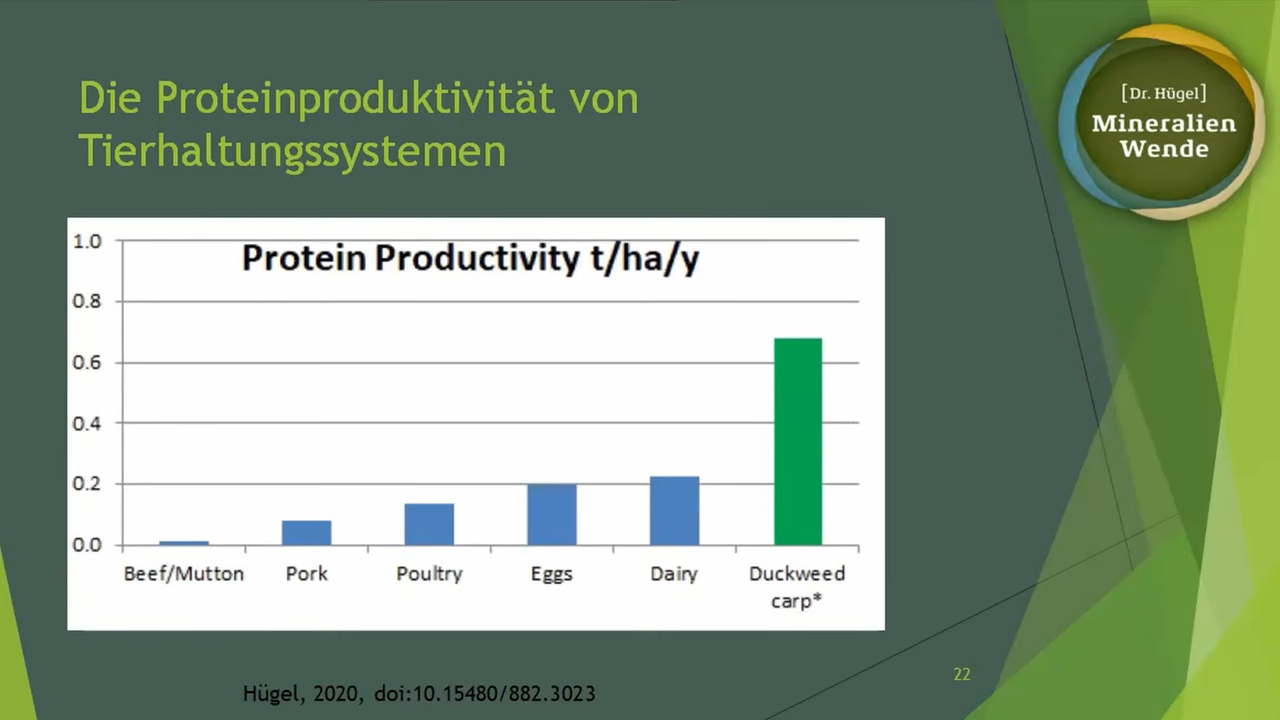 Die Proteinproduktivität von
Tierhaltungssystemen
[Dr. Hügel]
Mineralien
Wende
Protein Productivity t/ha/y
1.0
0.8
0.6
0.4
0.2
0.0
Beef/Mutton Pork Poultry Eggs Dairy Duckweed
carp*
22
Hügel, 2020, doi:10.15480/882.3023